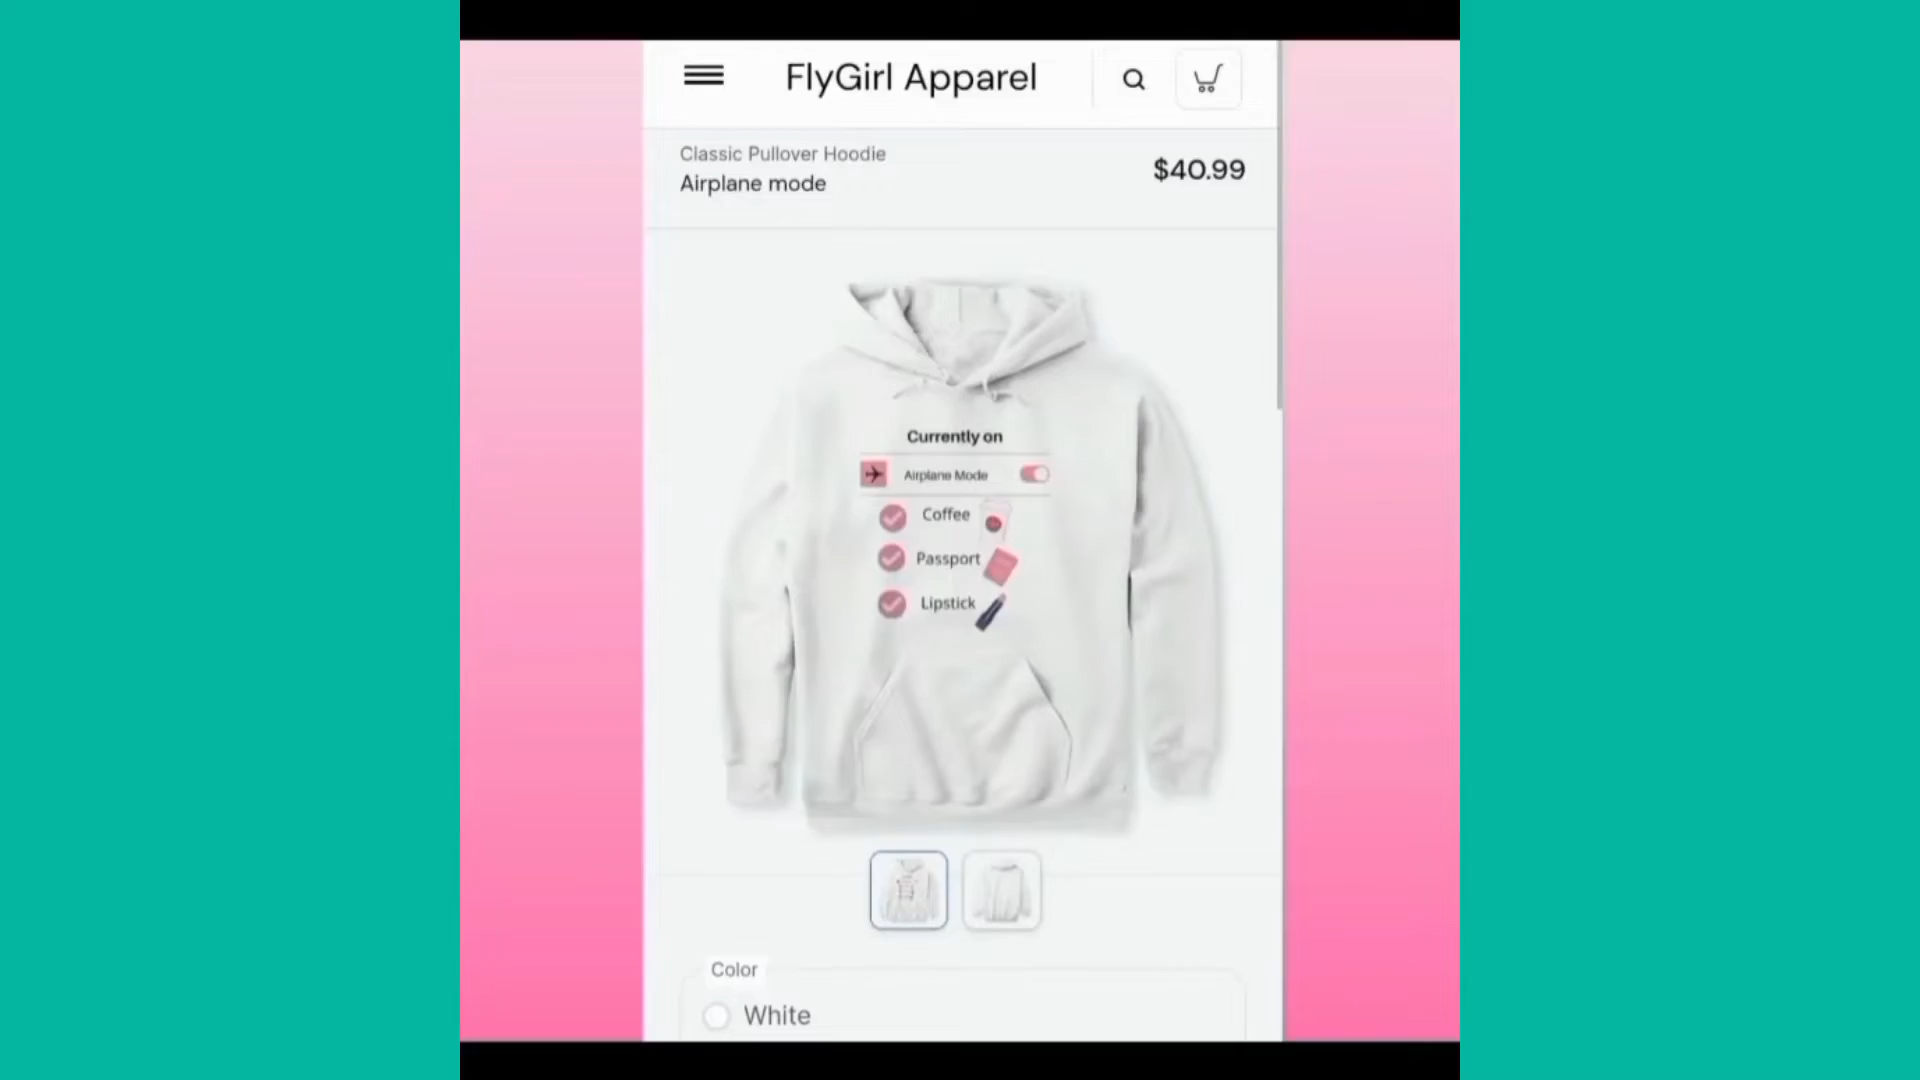 FlyGirl Apparel
Classic Pullover Hoodie
Airplane mode
$40.99
Currently on
Airplane Mode
Coffee
Passport
Lipstick
Color
White